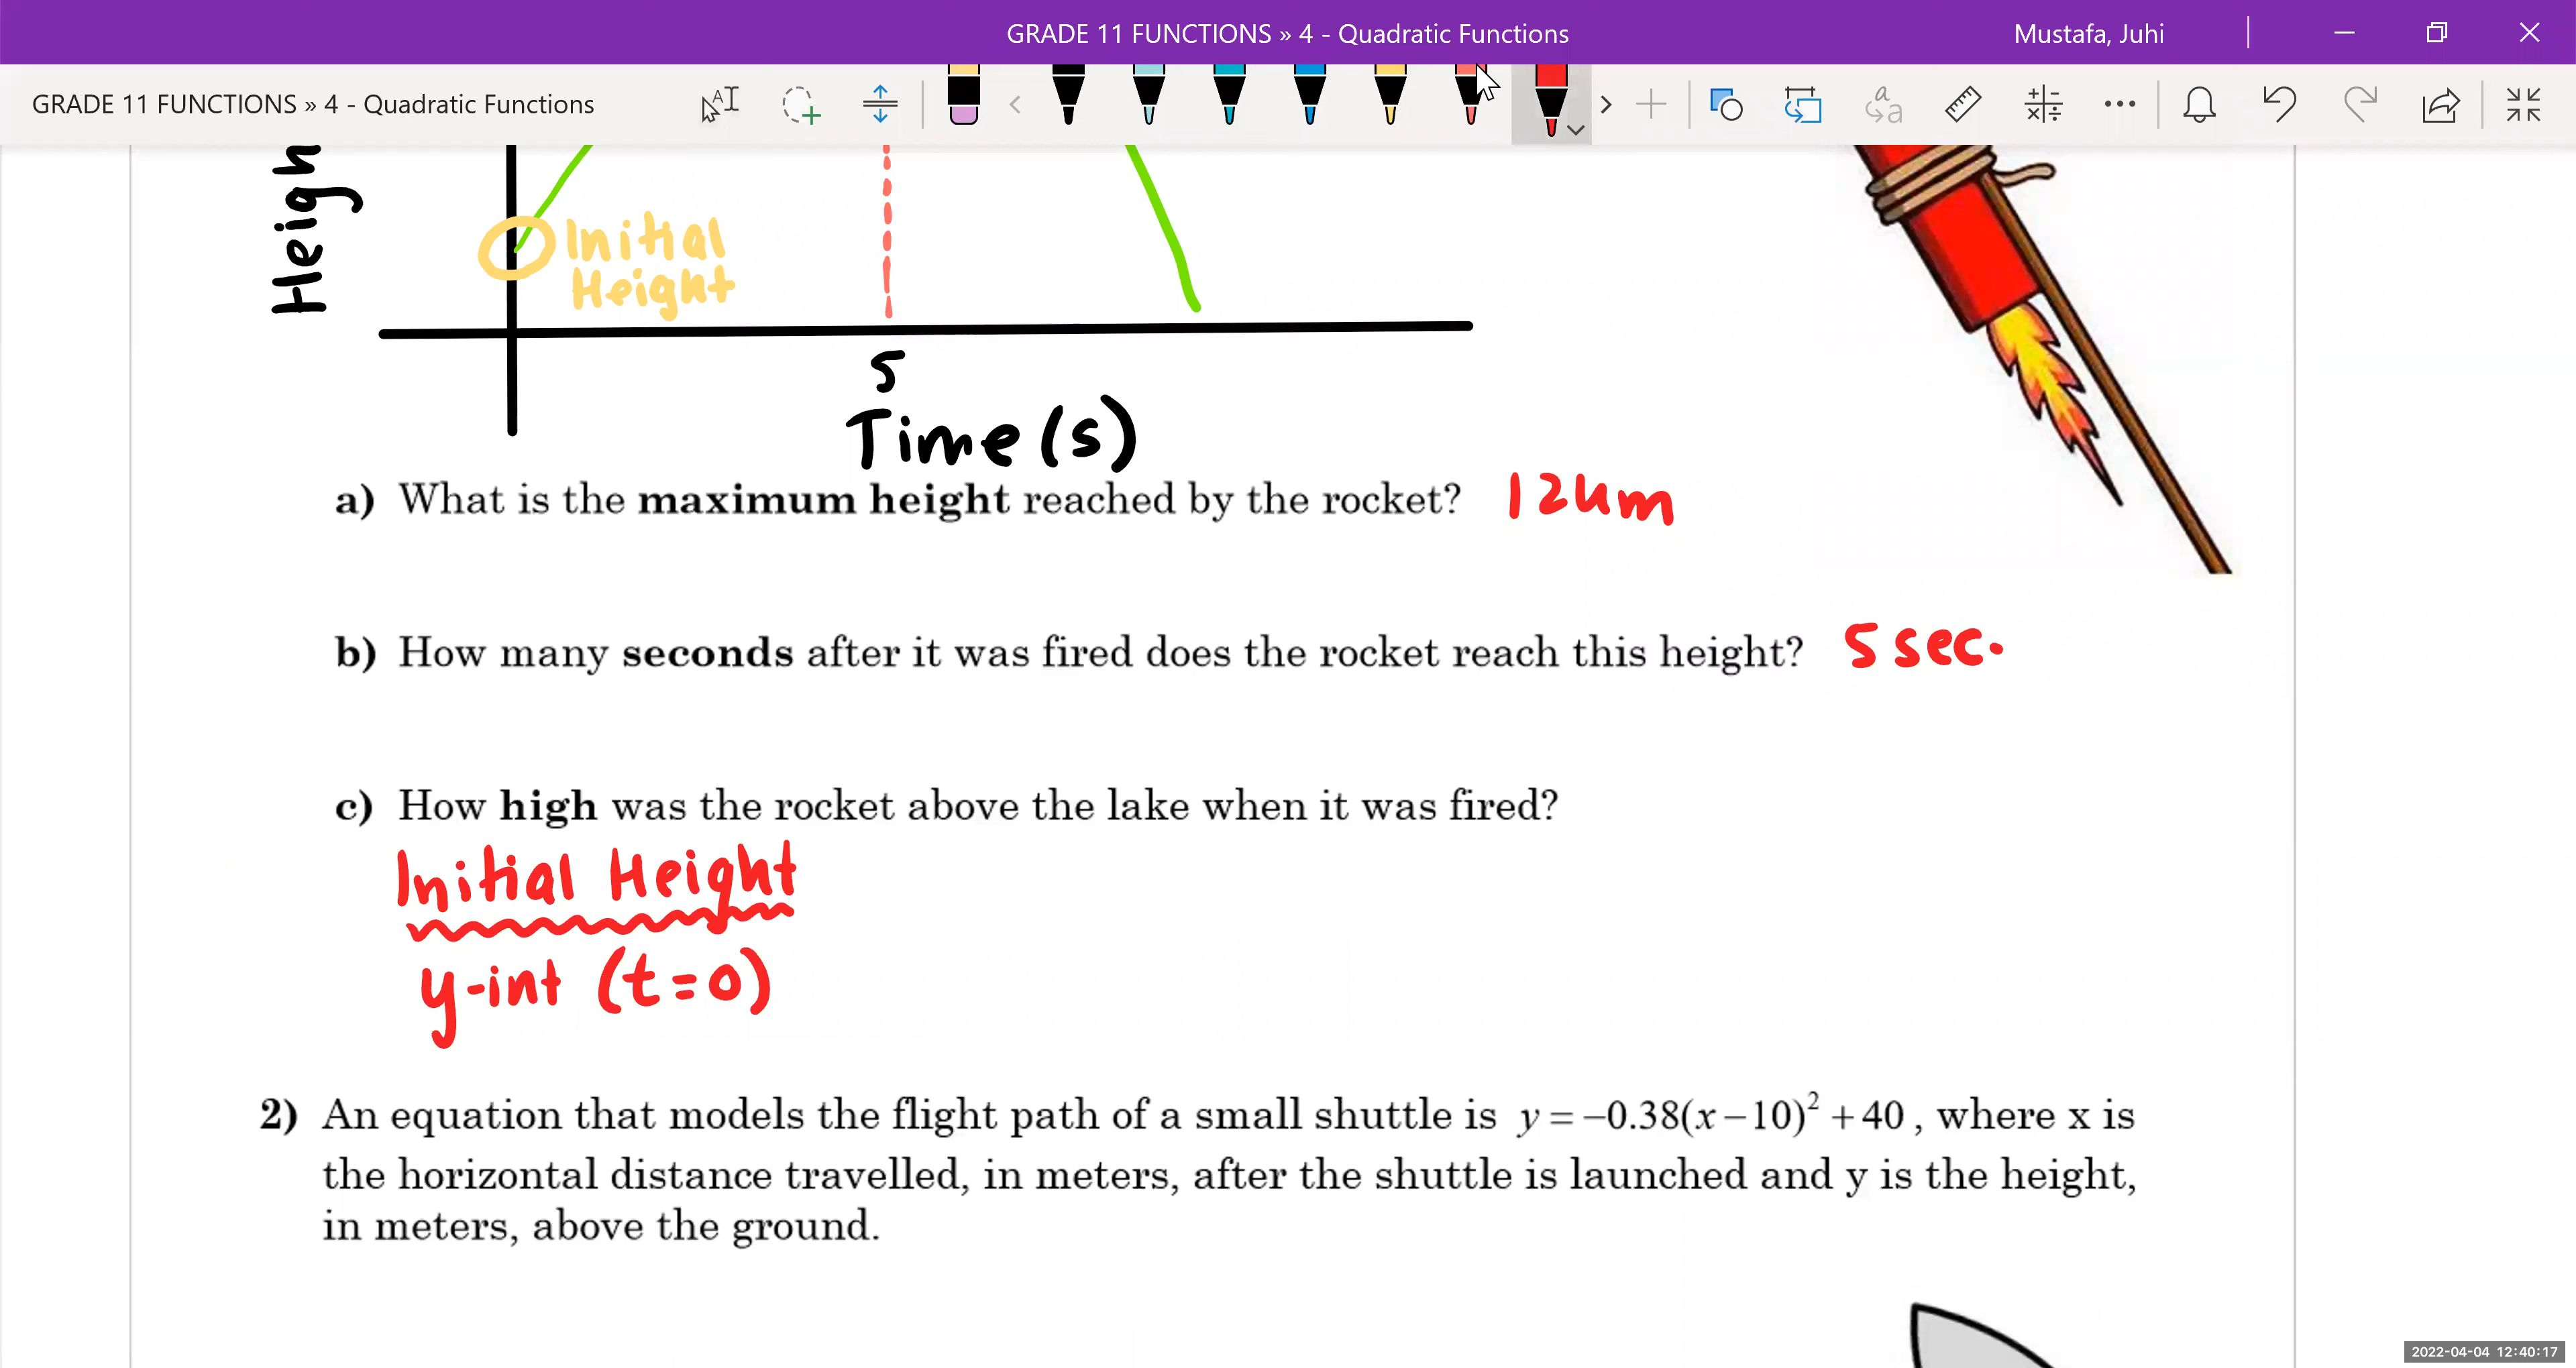 GRADE 11 FUNCTIONS » 4 - Quadratic Functions
Mustafa, Juhi
GRADE 11 FUNCTIONS » 4 - Quadratic Functions
Heigh
Initial
Height
5
Time (s)
a) What is the maximum height reached by the rocket? 124m
b) How many seconds after it was fired does the rocket reach this height? 5 sec.
c) How high was the rocket above the lake when it was fired?
Initial Height
y-int (t=0)
2) An equation that models the flight path of a small shuttle is y = −0.38(x − 10)² + 40 , where x is
the horizontal distance travelled, in meters, after the shuttle is launched and y is the height,
in meters, above the ground.
2022-04-04 12:40:17